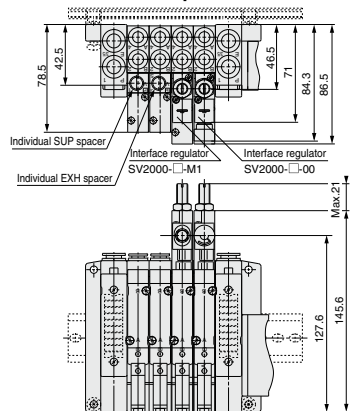 78.5
42.5
46.5
71
84.3
86.5
Individual SUP spacer
Individual EXH spacer
Interface regulator
SV2000-□-M1
Interface regulator
SV2000-□-00
Max.21
127.6
145.6